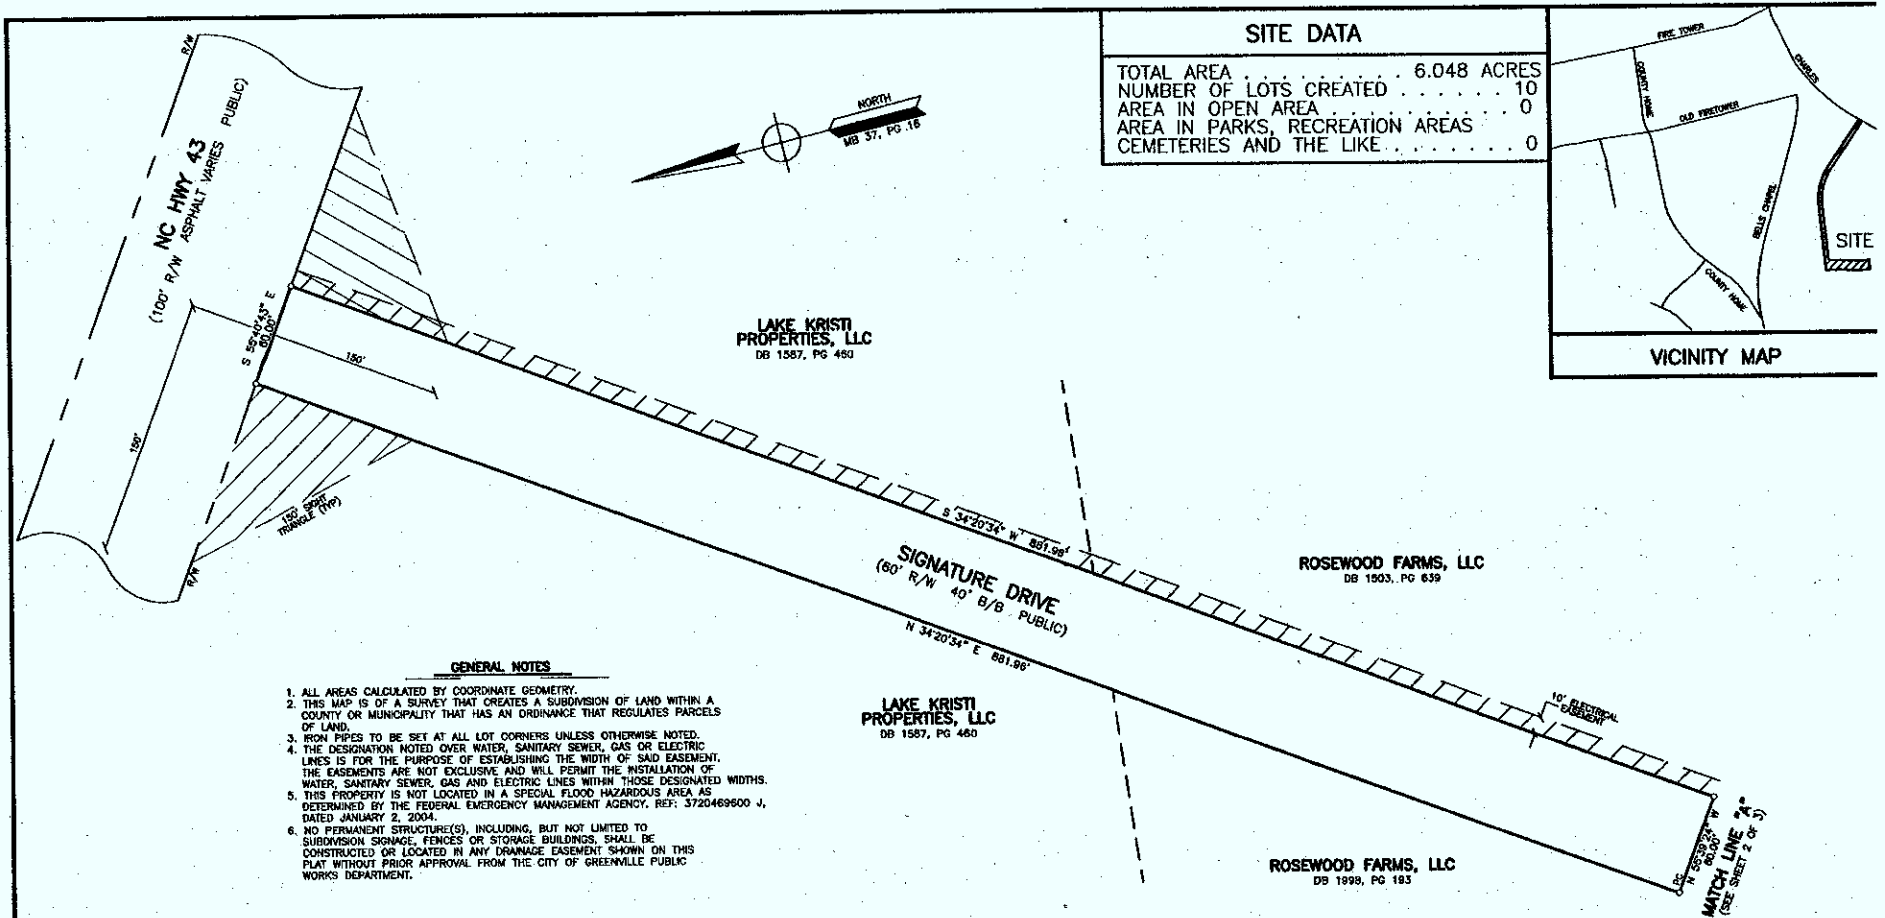 SITE DATA
TOTAL AREA . . . . . . . . . . 6.048 ACRES
NUMBER OF LOTS CREATED . . . . . . 10
AREA IN OPEN AREA . . . . . . . . . . . 0
AREA IN PARKS, RECREATION AREAS
CEMETERIES AND THE LIKE . . . . . . . 0
FIRE TOWER
CHARLES
COUNTY HOME
OLD FIRETOWER
BELLS CHAPEL
SITE
COUNTY HOME
VICINITY MAP
NORTH
MB 37, PG 16
R/W
NC HWY 43
(100' R/W ASPHALT VARIES PUBLIC)
S 55°40'43" E
60.00'
150'
150'
150' SIGHT
TRIANGLE (TYP)
R/W
LAKE KRISTI
PROPERTIES, LLC
DB 1587, PG 460
S 34°20'34" W 881.98'
SIGNATURE DRIVE
(60' R/W 40' B/B PUBLIC)
N 34°20'34" E 881.96'
ROSEWOOD FARMS, LLC
DB 1503, PG 639
10' ELECTRICAL
EASEMENT
LAKE KRISTI
PROPERTIES, LLC
DB 1587, PG 460
ROSEWOOD FARMS, LLC
DB 1998, PG 193
N 55°39'24" W
60.00'
MATCH LINE "A"
(SEE SHEET 2 OF 3)
GENERAL NOTES
1. ALL AREAS CALCULATED BY COORDINATE GEOMETRY.
2. THIS MAP IS OF A SURVEY THAT CREATES A SUBDIVISION OF LAND WITHIN A
COUNTY OR MUNICIPALITY THAT HAS AN ORDINANCE THAT REGULATES PARCELS
OF LAND.
3. IRON PIPES TO BE SET AT ALL LOT CORNERS UNLESS OTHERWISE NOTED.
4. THE DESIGNATION NOTED OVER WATER, SANITARY SEWER, GAS OR ELECTRIC
LINES IS FOR THE PURPOSE OF ESTABLISHING THE WIDTH OF SAID EASEMENT.
THE EASEMENTS ARE NOT EXCLUSIVE AND WILL PERMIT THE INSTALLATION OF
WATER, SANITARY SEWER, GAS AND ELECTRIC LINES WITHIN THOSE DESIGNATED WIDTHS.
5. THIS PROPERTY IS NOT LOCATED IN A SPECIAL FLOOD HAZARDOUS AREA AS
DETERMINED BY THE FEDERAL EMERGENCY MANAGEMENT AGENCY. REF: 3720469600 J,
DATED JANUARY 2, 2004.
6. NO PERMANENT STRUCTURE(S), INCLUDING, BUT NOT LIMITED TO
SUBDIVISION SIGNAGE, FENCES OR STORAGE BUILDINGS, SHALL BE
CONSTRUCTED OR LOCATED IN ANY DRAINAGE EASEMENT SHOWN ON THIS
PLAT WITHOUT PRIOR APPROVAL FROM THE CITY OF GREENVILLE PUBLIC
WORKS DEPARTMENT.